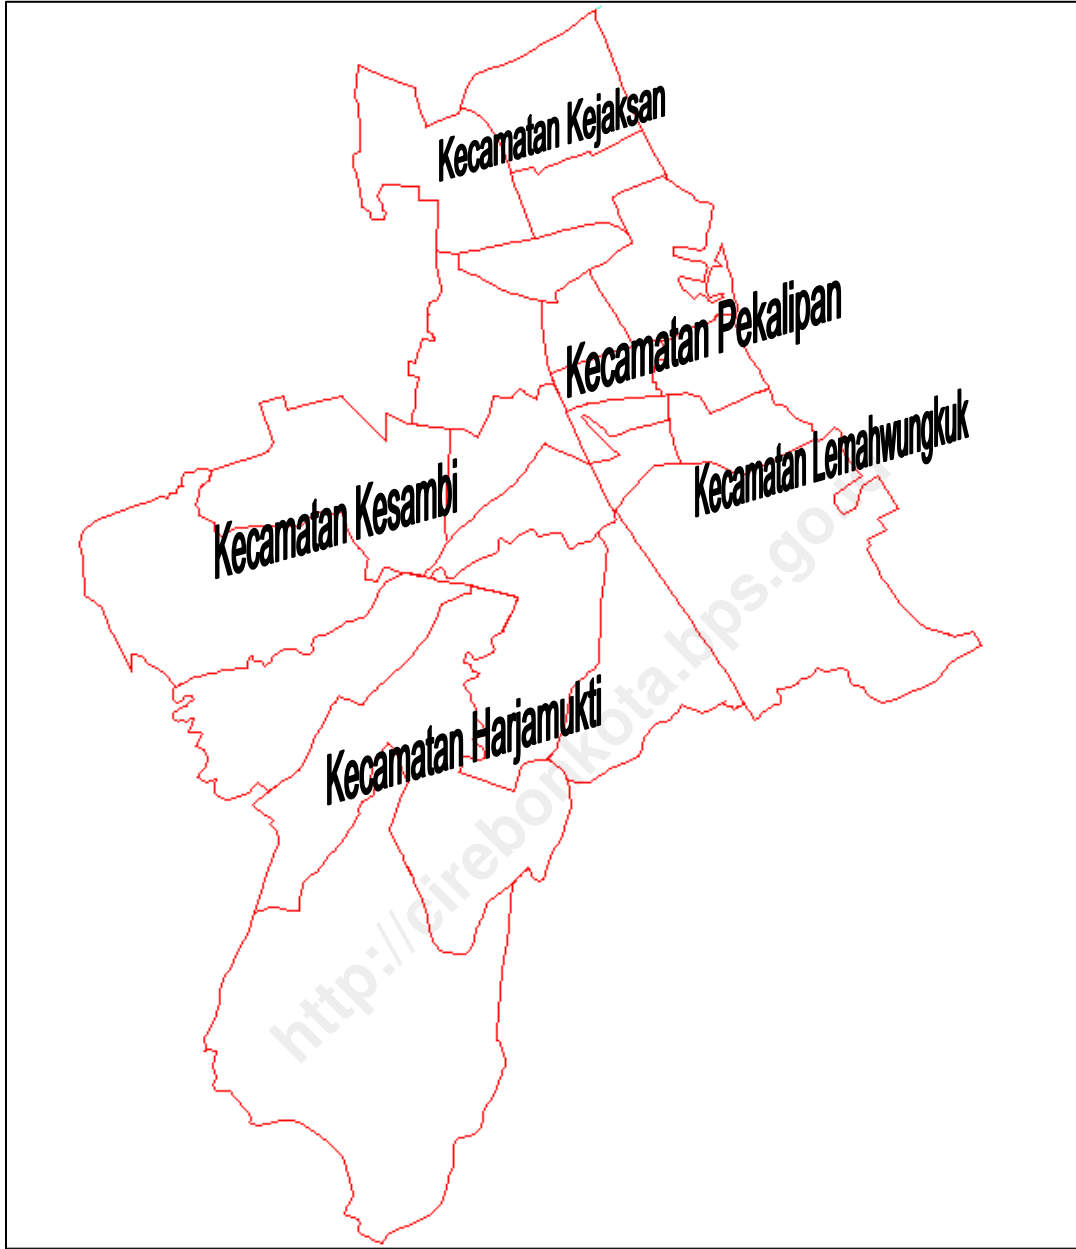 Kecamatan Kejaksan
Kecamatan Pekalipan
Kecamatan Lemahwungkuk
Kecamatan Kesambi
Kecamatan Harjamukti
http://cirebonkota.bps.go.id